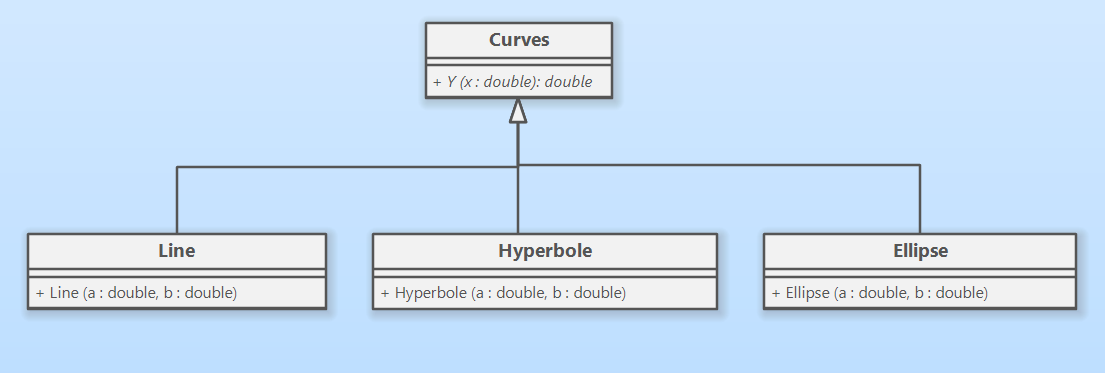 Curves
+ Y (x : double): double
Line
+ Line (a : double, b : double)
Hyperbole
+ Hyperbole (a : double, b : double)
Ellipse
+ Ellipse (a : double, b : double)